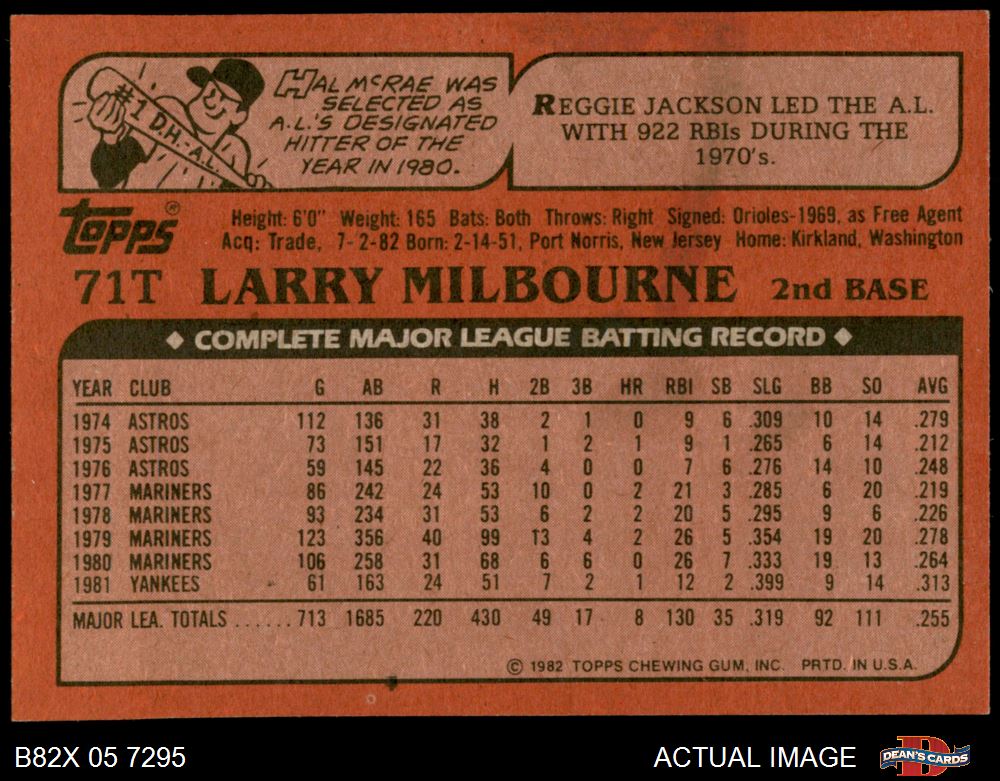 #1 D.H.-A.L.
HAL McRAE WAS
SELECTED AS
A.L.'S DESIGNATED
HITTER OF THE
YEAR IN 1980.
REGGIE JACKSON LED THE A.L.
WITH 922 RBIs DURING THE
1970's.
Topps®
Height: 6'0" Weight: 165 Bats: Both Throws: Right Signed: Orioles-1969, as Free Agent
Acq: Trade, 7-2-82 Born: 2-14-51, Port Norris, New Jersey Home: Kirkland, Washington
71T LARRY MILBOURNE 2nd BASE
◆ COMPLETE MAJOR LEAGUE BATTING RECORD ◆
YEAR CLUB G AB R H 2B 3B HR RBI SB SLG BB SO AVG
1974 ASTROS 112 136 31 38 2 1 0 9 6 .309 10 14 .279
1975 ASTROS 73 151 17 32 1 2 1 9 1 .265 6 14 .212
1976 ASTROS 59 145 22 36 4 0 0 7 6 .276 14 10 .248
1977 MARINERS 86 242 24 53 10 0 2 21 3 .285 6 20 .219
1978 MARINERS 93 234 31 53 6 2 2 20 5 .295 9 6 .226
1979 MARINERS 123 356 40 99 13 4 2 26 5 .354 19 20 .278
1980 MARINERS 106 258 31 68 6 6 0 26 7 .333 19 13 .264
1981 YANKEES 61 163 24 51 7 2 1 12 2 .399 9 14 .313
MAJOR LEA. TOTALS ...... 713 1685 220 430 49 17 8 130 35 .319 92 111 .255
© 1982 TOPPS CHEWING GUM, INC. PRTD. IN U.S.A.
B82X 05 7295 ACTUAL IMAGE DEAN'S CARDS